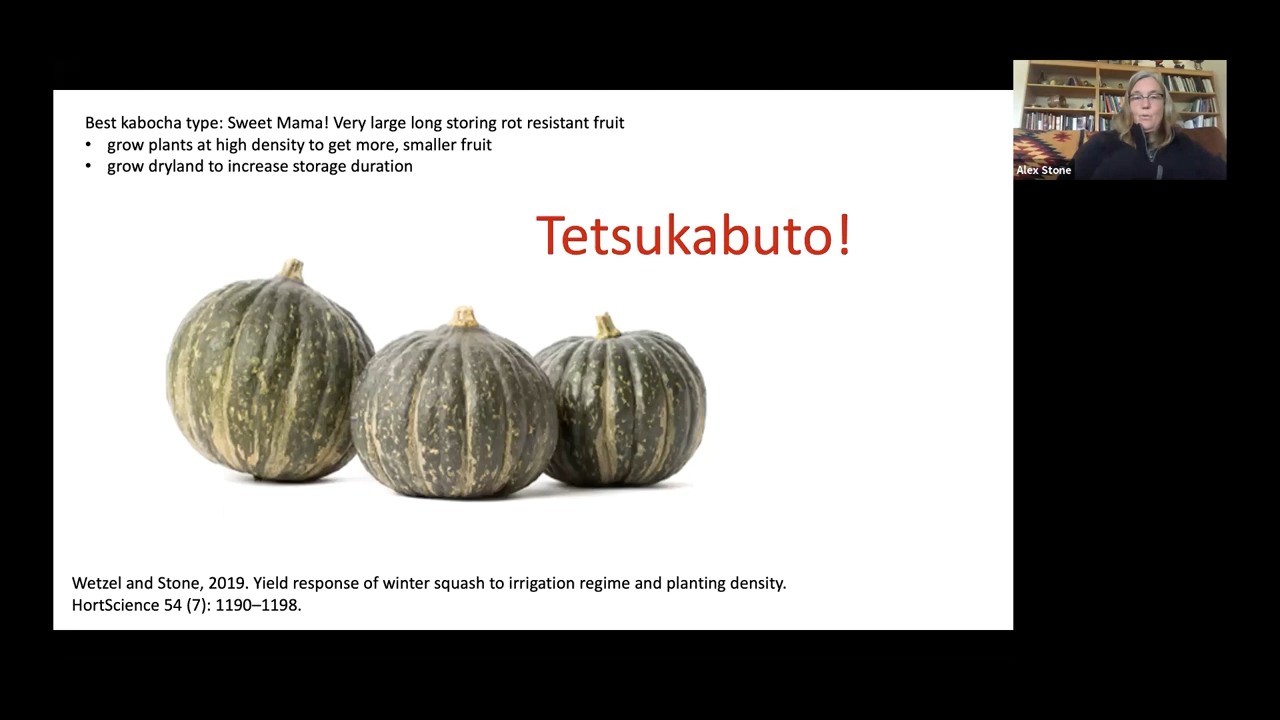 Best kabocha type: Sweet Mama! Very large long storing rot resistant fruit
• grow plants at high density to get more, smaller fruit
• grow dryland to increase storage duration
Alex Stone
Tetsukabuto!
Wetzel and Stone, 2019. Yield response of winter squash to irrigation regime and planting density.
HortScience 54 (7): 1190–1198.